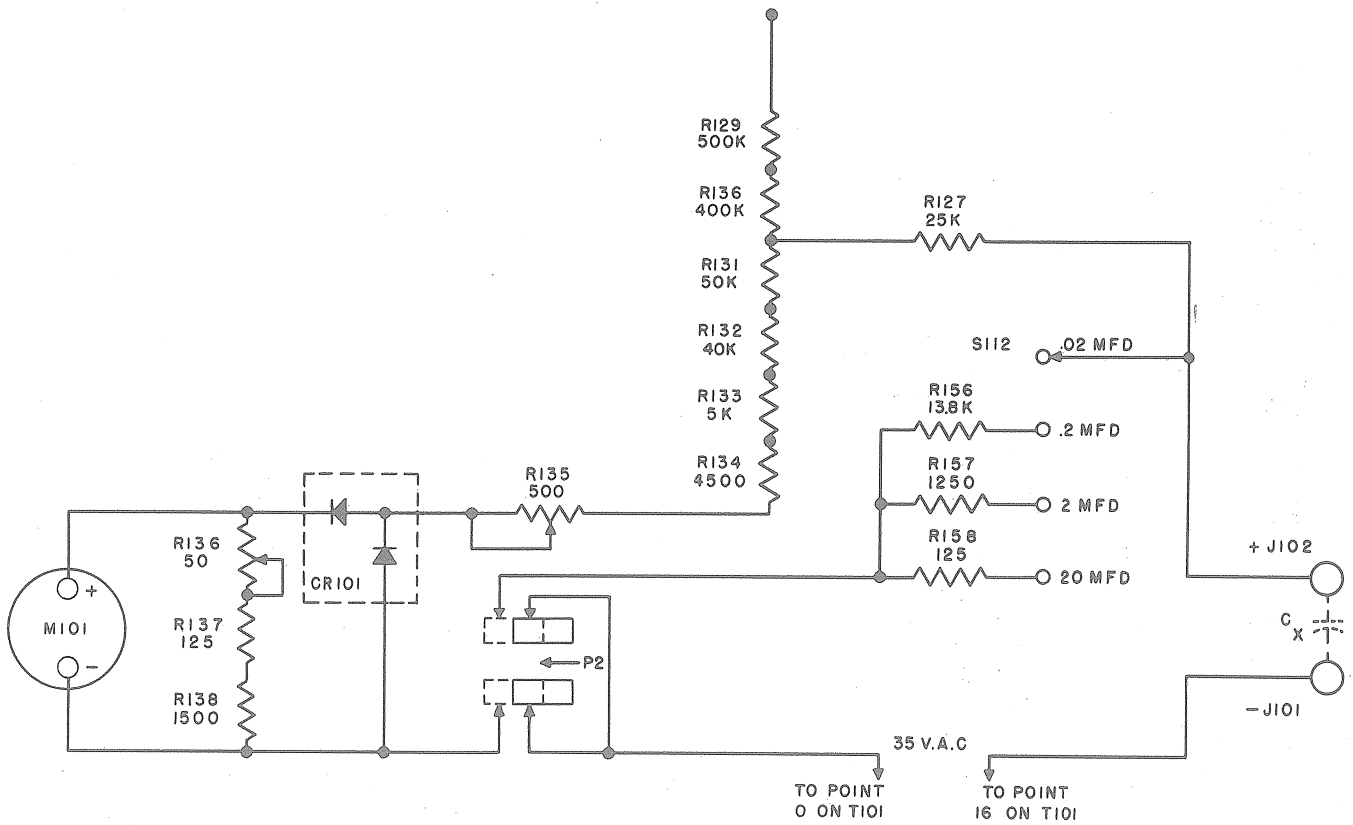 R129
500K
R136
400K
R127
25K
R131
50K
R132
40K
S112
.02 MFD
R133
5K
R156
13.8K
.2 MFD
R134
4500
R157
1250
2 MFD
R135
500
R158
125
20 MFD
R136
50
CR101
+ J102
+
M101
-
R137
125
P2
C X
R138
1500
- J101
35 V.A.C
TO POINT
0 ON T101
TO POINT
16 ON T101